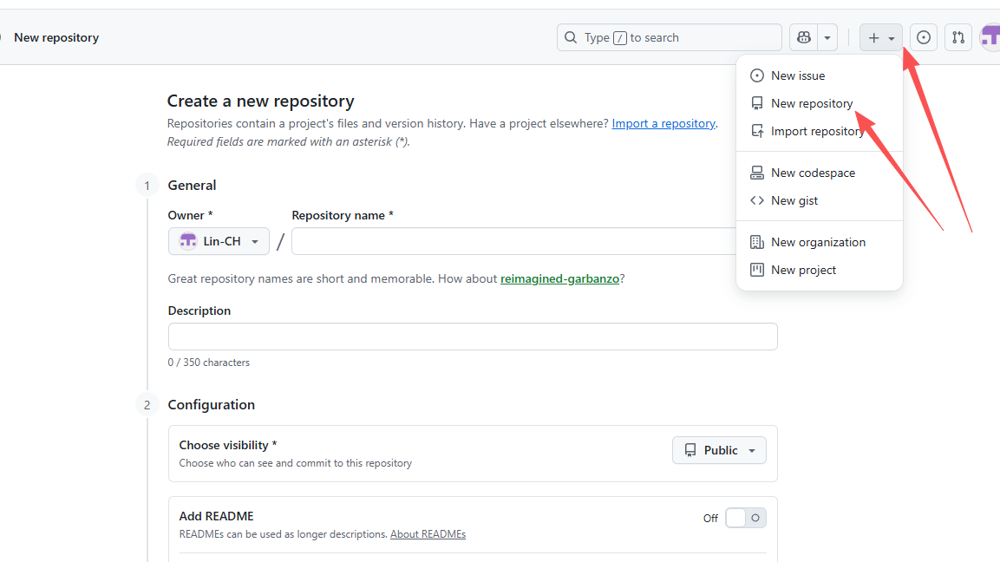 New repository
Type / to search
New issue
New repository
Import repository
New codespace
New gist
New organization
New project
Create a new repository
Repositories contain a project's files and version history. Have a project elsewhere? Import a repository.
Required fields are marked with an asterisk (*).
1 General
Owner * Repository name *
Lin-CH /
Great repository names are short and memorable. How about reimagined-garbanzo?
Description
0 / 350 characters
2 Configuration
Choose visibility *
Choose who can see and commit to this repository
Public
Add README
READMEs can be used as longer descriptions. About READMEs
Off